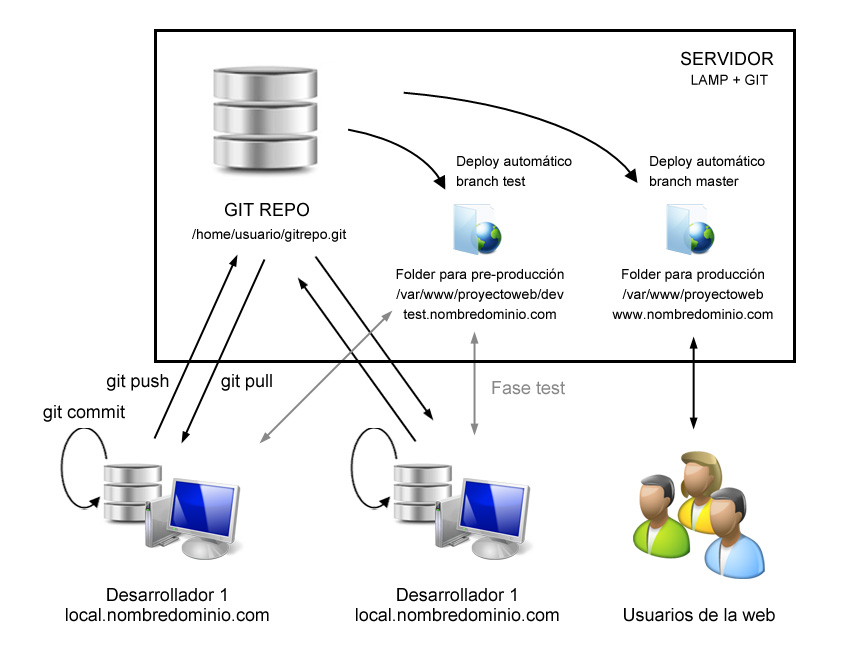 SERVIDOR
LAMP + GIT
Deploy automático
branch test
Deploy automático
branch master
GIT REPO
/home/usuario/gitrepo.git
Folder para pre-producción
/var/www/proyectoweb/dev
test.nombredominio.com
Folder para producción
/var/www/proyectoweb
www.nombredominio.com
git push
git pull
Fase test
git commit
Desarrollador 1
local.nombredominio.com
Desarrollador 1
local.nombredominio.com
Usuarios de la web